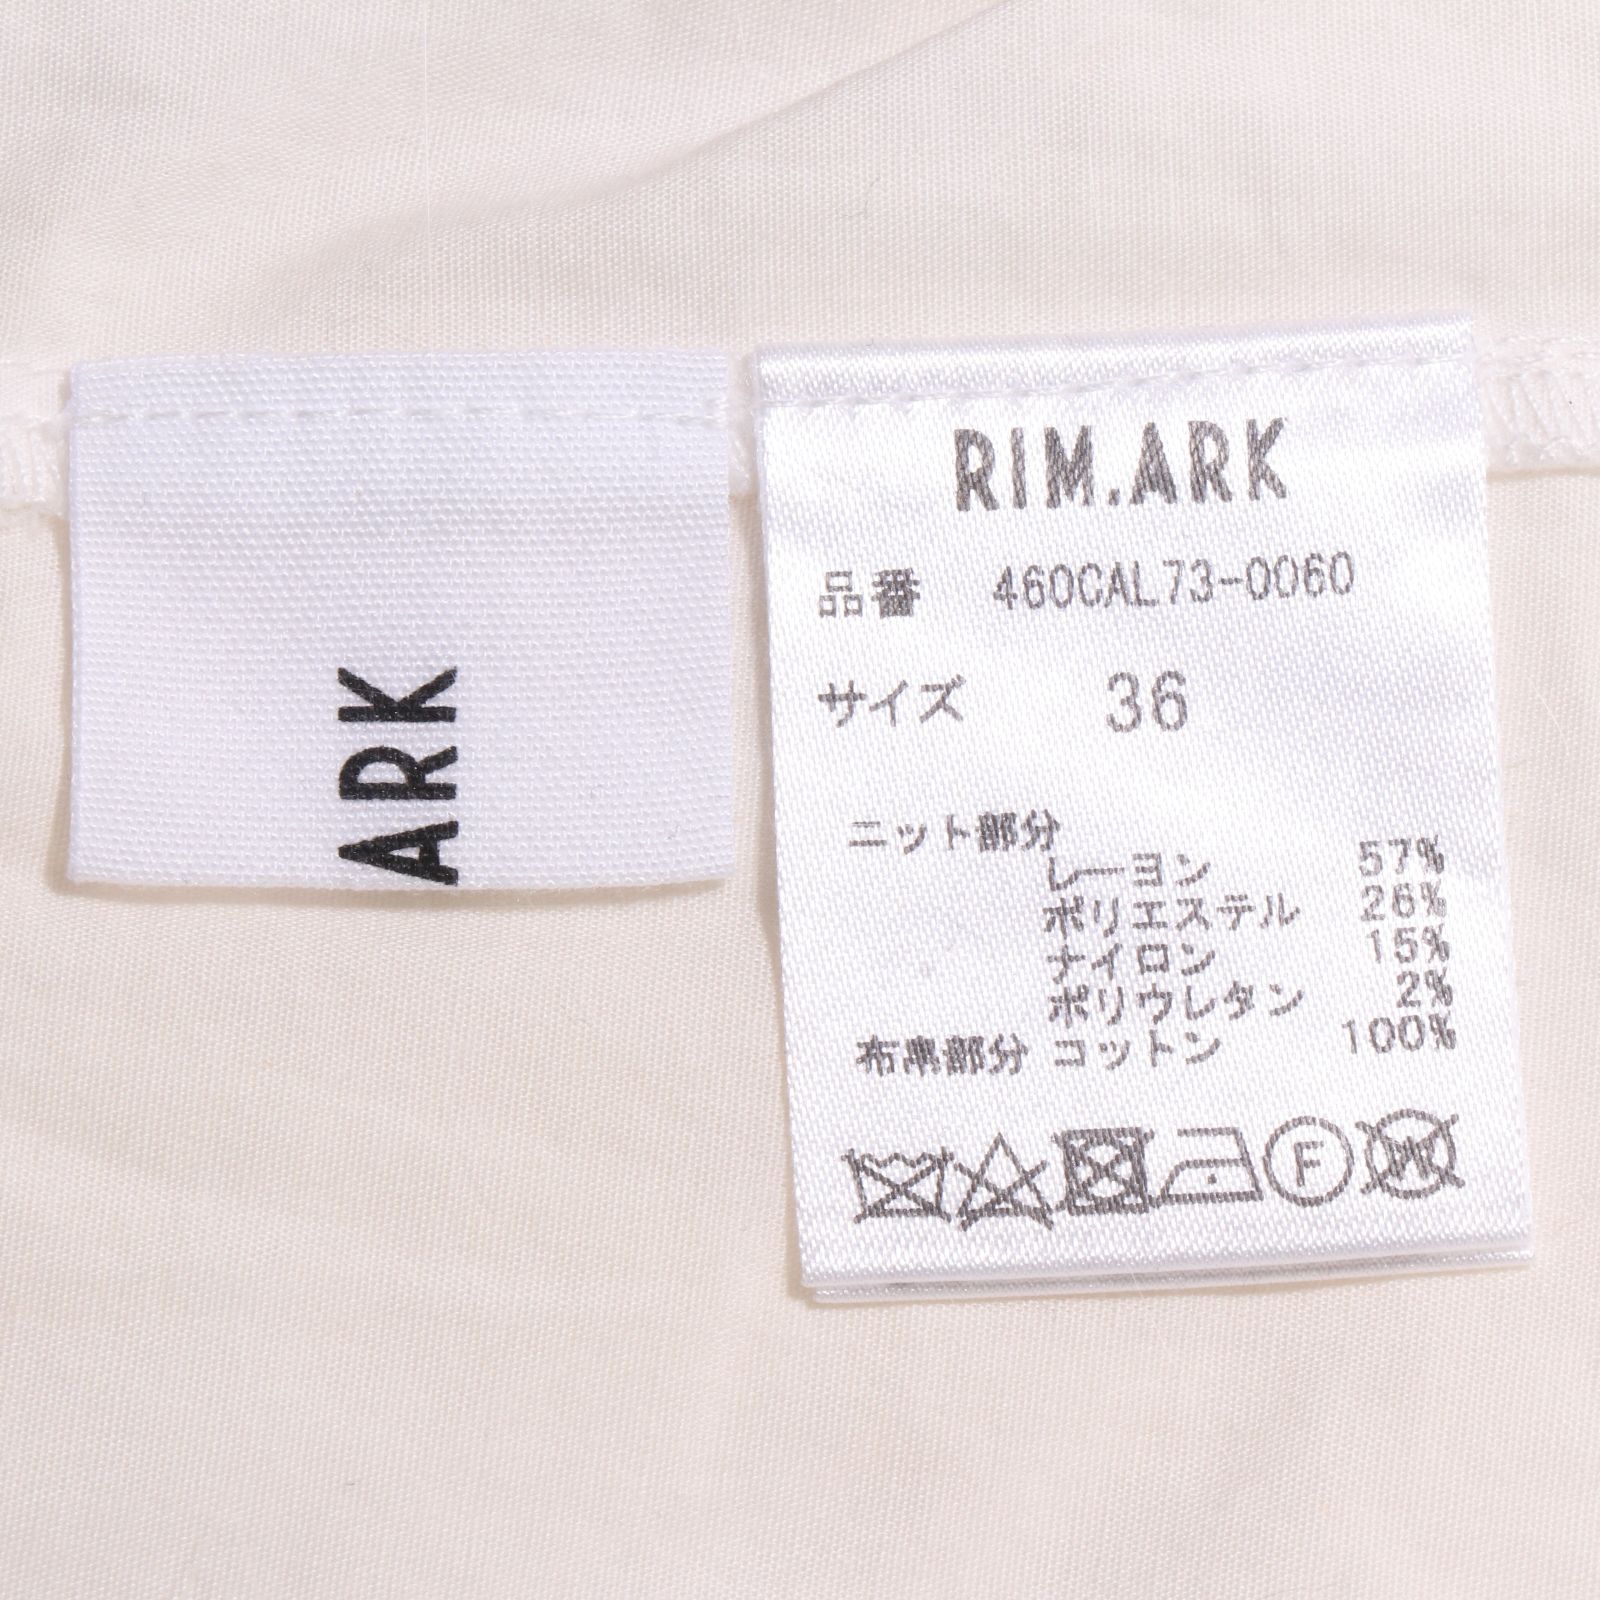 ARK
RIM.ARK
品番 460CAL73-0060
サイズ 36
ニット部分
レーヨン 57%
ポリエステル 26%
ナイロン 15%
ポリウレタン 2%
布帛部分 コットン 100%
F
W